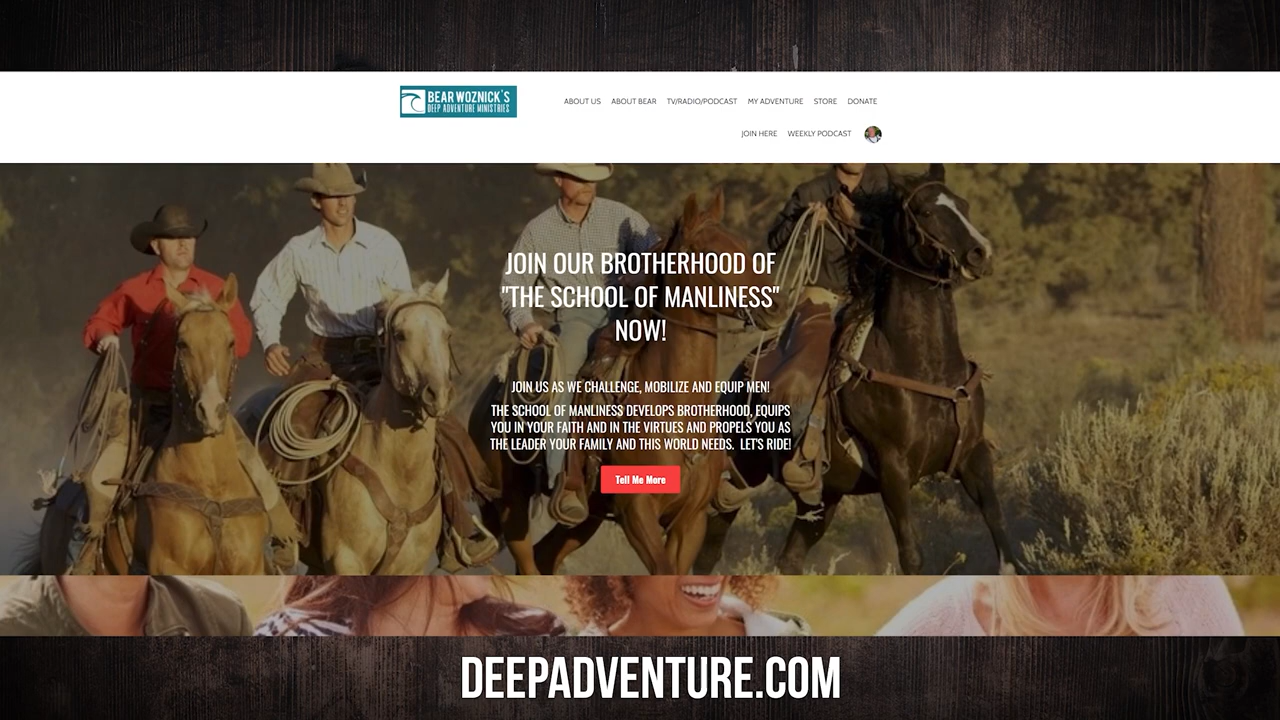 BEAR WOZNICK'S
DEEP ADVENTURE MINISTRIES
ABOUT US ABOUT BEAR TV/RADIO/PODCAST MY ADVENTURE STORE DONATE
JOIN HERE WEEKLY PODCAST
JOIN OUR BROTHERHOOD OF
"THE SCHOOL OF MANLINESS"
NOW!
JOIN US AS WE CHALLENGE, MOBILIZE AND EQUIP MEN!
THE SCHOOL OF MANLINESS DEVELOPS BROTHERHOOD, EQUIPS
YOU IN YOUR FAITH AND IN THE VIRTUES AND PROPELS YOU AS
THE LEADER YOUR FAMILY AND THIS WORLD NEEDS. LET'S RIDE!
Tell Me More
DEEPADVENTURE.COM